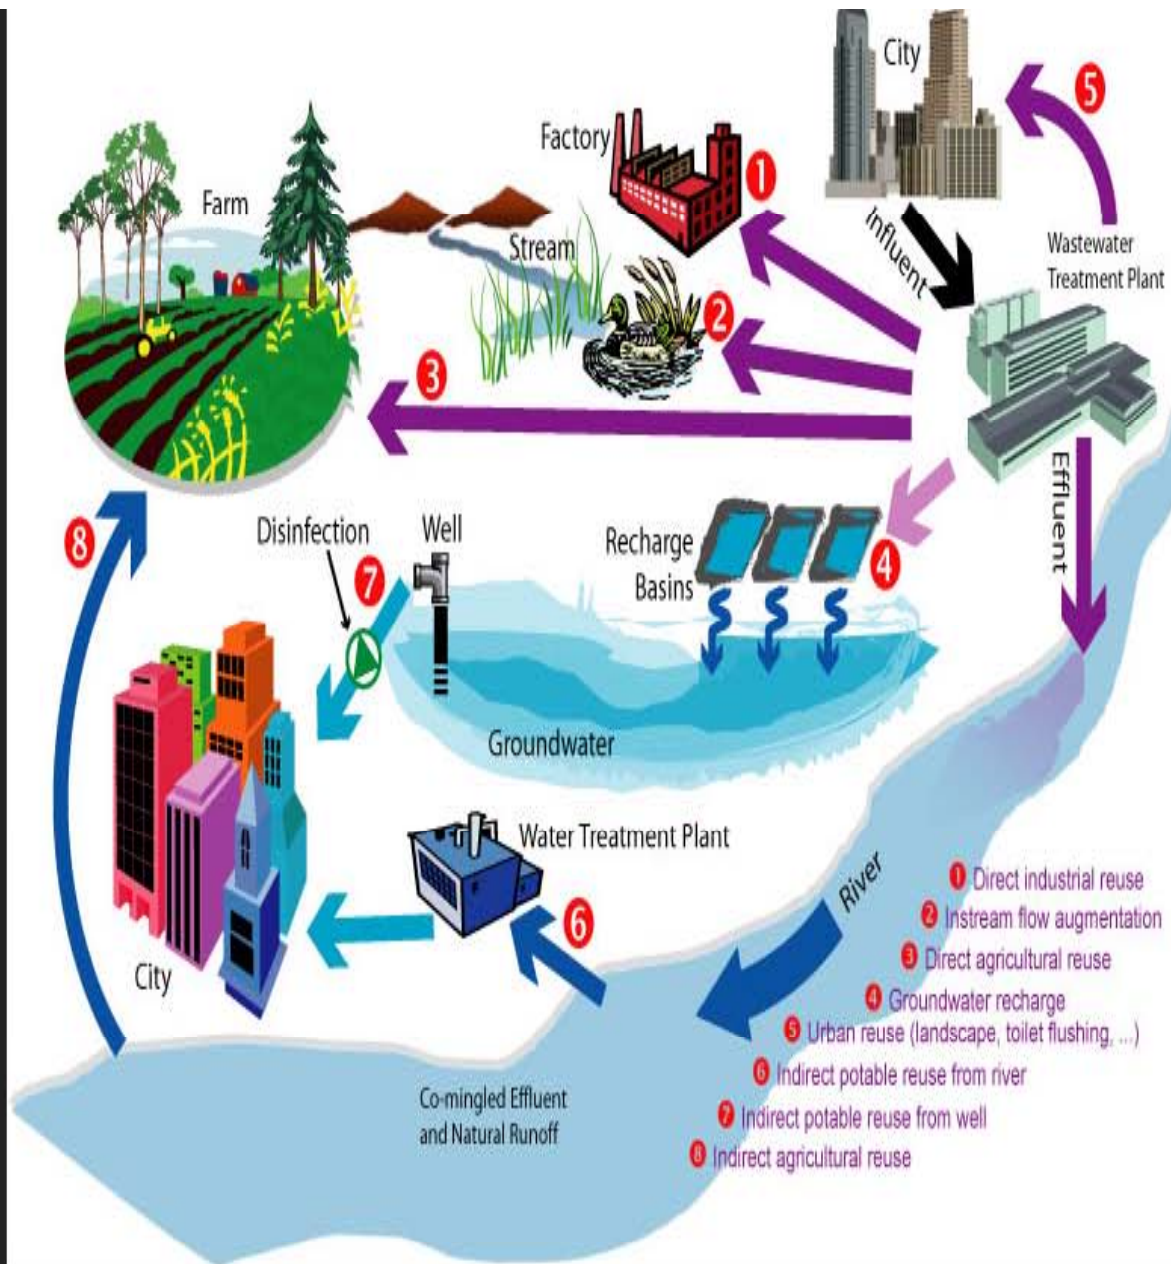 City
5
Factory
1
Farm
Stream
Influent
Wastewater
Treatment Plant
2
3
Effluent
8
Disinfection
Well
7
Recharge
Basins
4
Groundwater
Water Treatment Plant
River
6
City
Co-mingled Effluent
and Natural Runoff
1 Direct industrial reuse
2 Instream flow augmentation
3 Direct agricultural reuse
4 Groundwater recharge
5 Urban reuse (landscape, toilet flushing, ...)
6 Indirect potable reuse from river
7 Indirect potable reuse from well
8 Indirect agricultural reuse